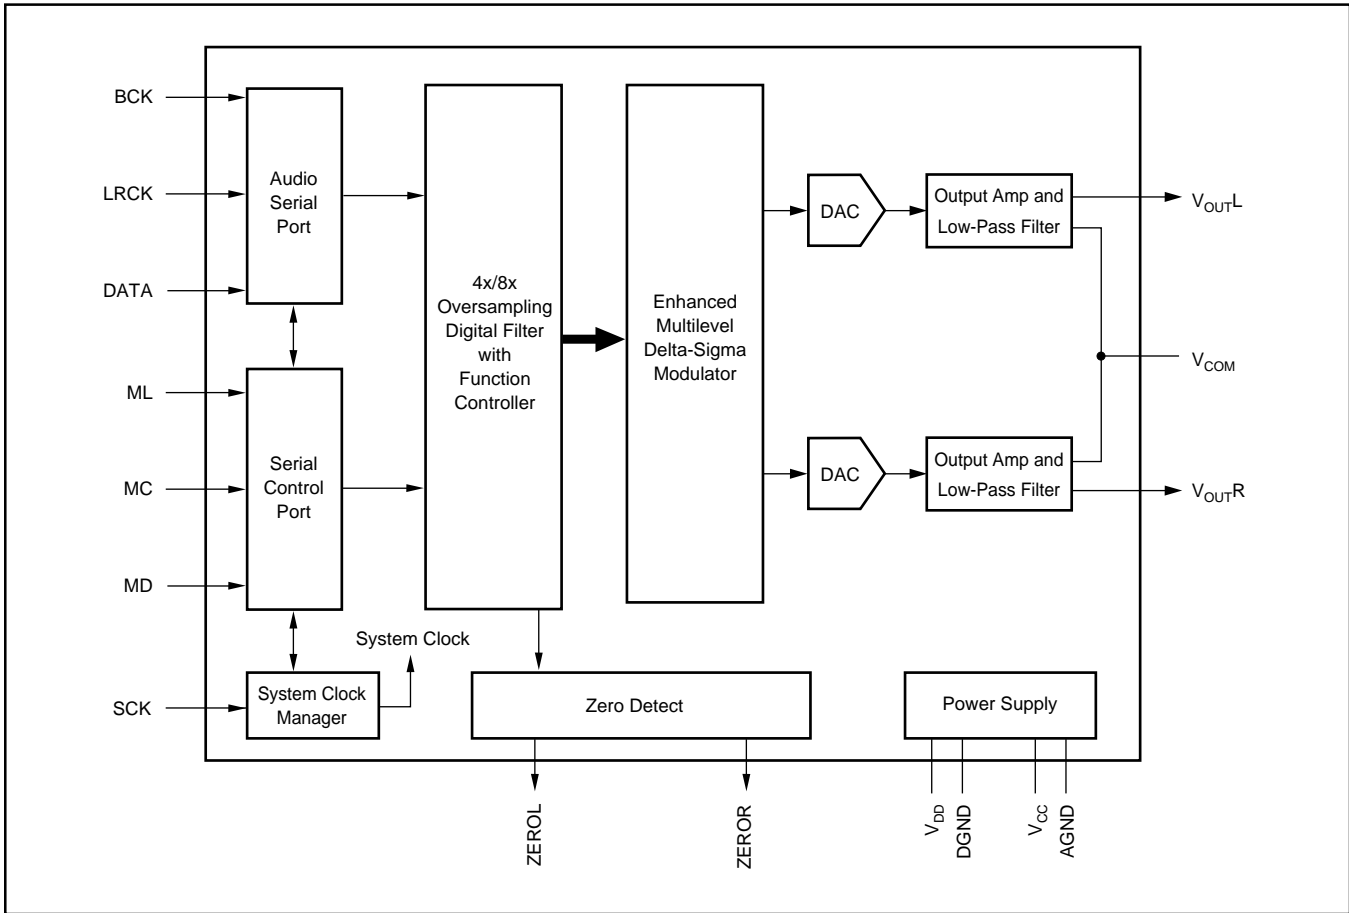 BCK
LRCK
DATA
ML
MC
MD
SCK
Audio
Serial
Port
Serial
Control
Port
System Clock
Manager
System Clock
4x/8x
Oversampling
Digital Filter
with
Function
Controller
Enhanced
Multilevel
Delta-Sigma
Modulator
DAC
Output Amp and
Low-Pass Filter
VOUTL
VCOM
DAC
Output Amp and
Low-Pass Filter
VOUTR
Zero Detect
Power Supply
ZEROL
ZEROR
VDD
DGND
VCC
AGND